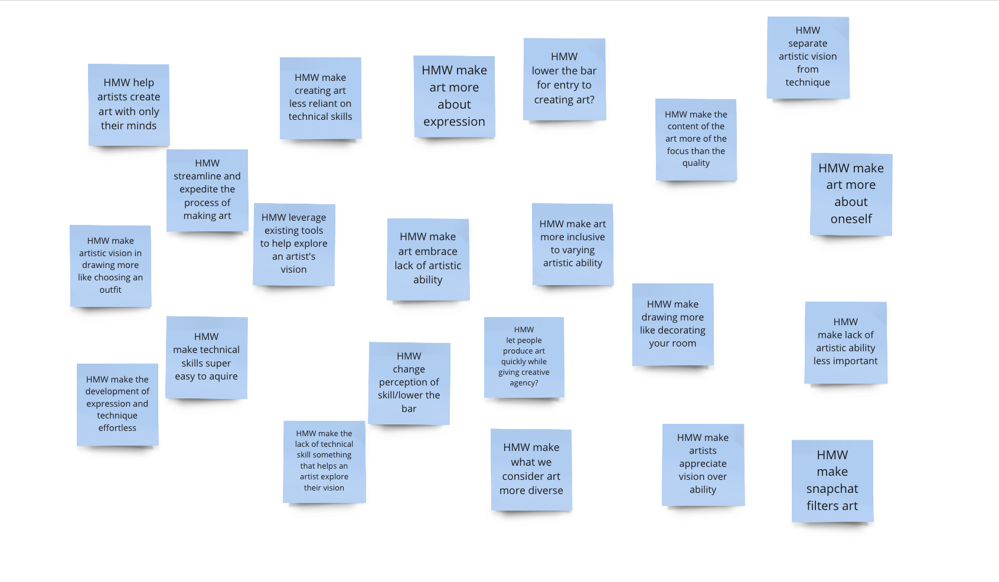 HMW help
artists create
art with only
their minds
HMW make
creating art
less reliant on
technical skills
HMW make
art more
about
expression
HMW
lower the bar
for entry to
creating art?
HMW
separate
artistic vision
from
technique
HMW make the
content of the
art more of the
focus than the
quality
HMW
streamline and
expedite the
process of
making art
HMW make
art more
about
oneself
HMW make
artistic vision in
drawing more
like choosing an
outfit
HMW leverage
existing tools
to help explore
an artist's
vision
HMW make
art embrace
lack of artistic
ability
HMW make art
more inclusive
to varying
artistic ability
HMW make
drawing more
like decorating
your room
HMW
make lack of
artistic ability
less important
HMW
make technical
skills super
easy to aquire
HMW make the
development of
expression and
technique
effortless
HMW
change
perception of
skill/lower the
bar
HMW
let people
produce art
quickly while
giving creative
agency?
HMW make the
lack of technical
skill something
that helps an
artist explore
their vision
HMW make
what we
consider art
more diverse
HMW make
artists
appreciate
vision over
ability
HMW
make
snapchat
filters art